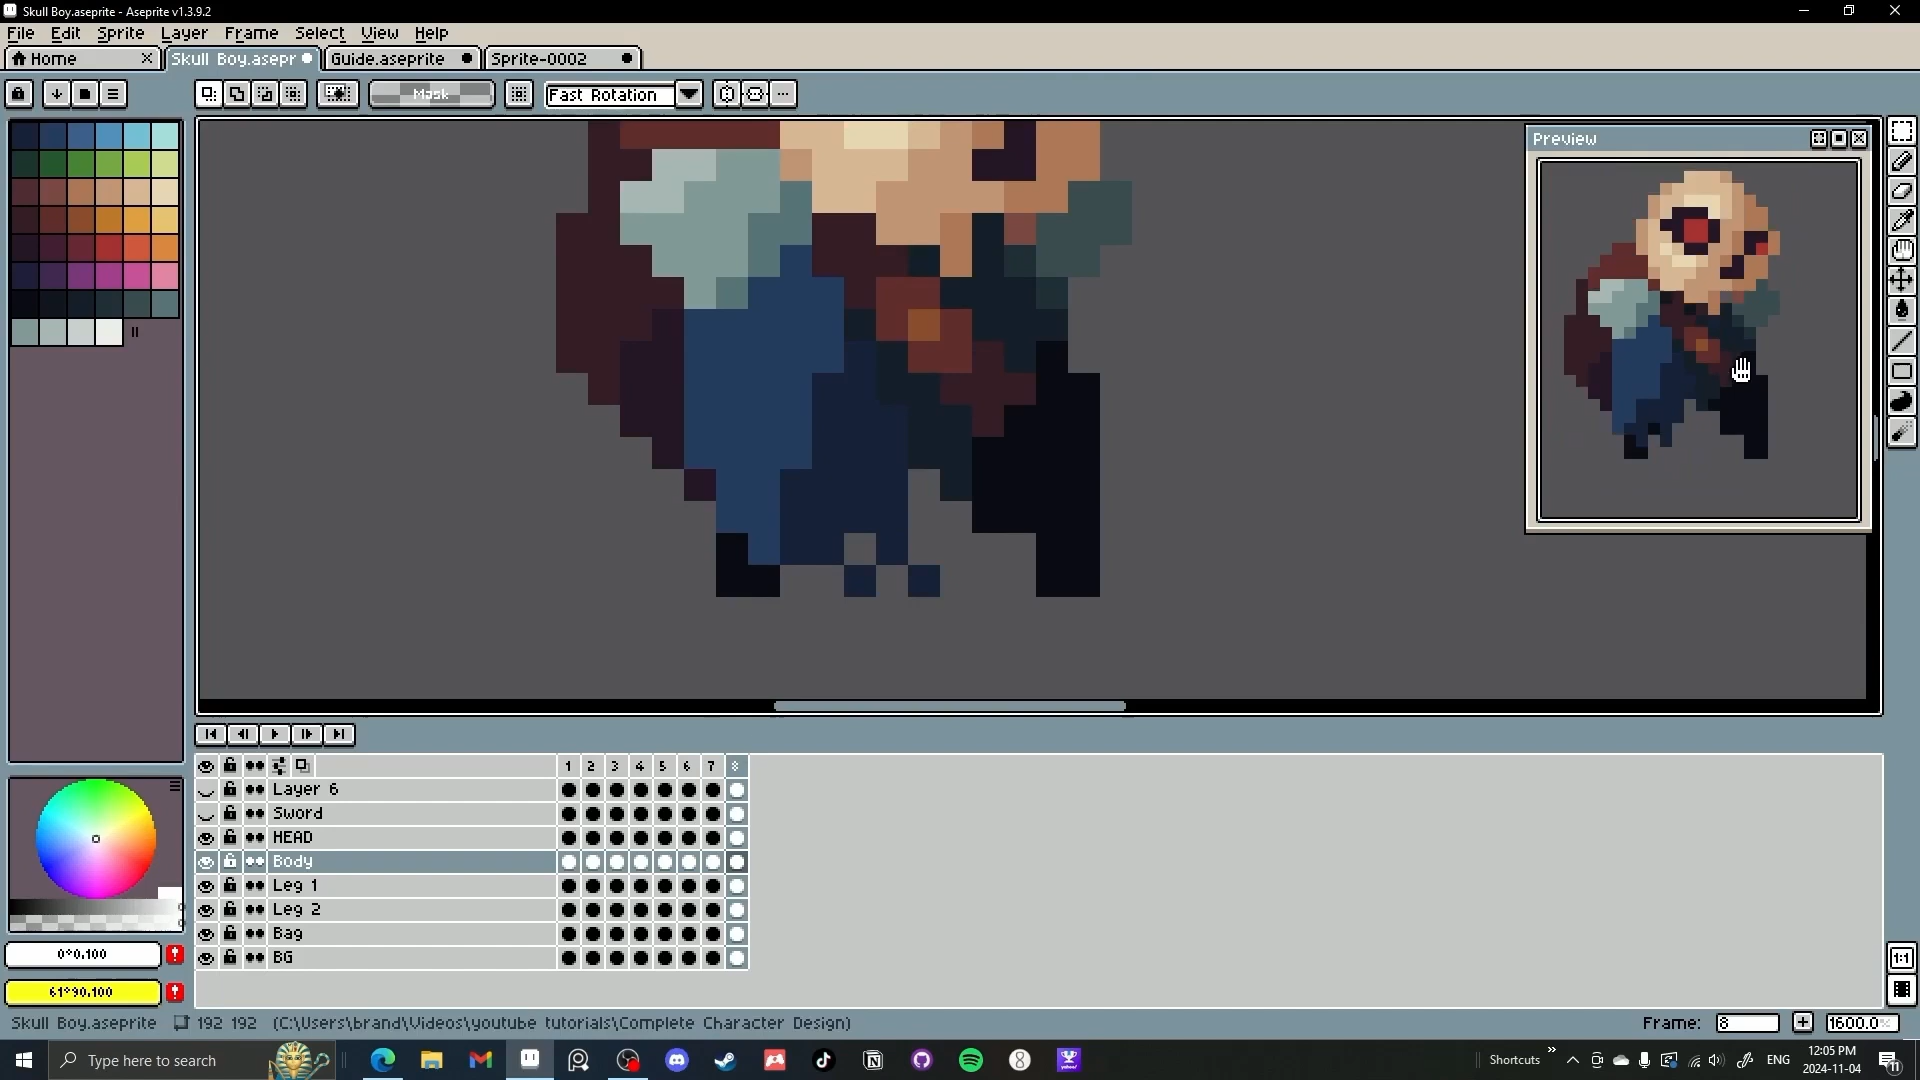 Skull Boy.aseprite - Aseprite v1.3.9.2
File Edit Sprite Layer Frame Select View Help
Home Skull Boy.asepr Guide.aseprite Sprite-0002
Mask Fast Rotation
Preview
1 2 3 4 5 6 7 8
Layer 6
Sword
HEAD
Body
Leg 1
Leg 2
Bag
BG
0°0,100
61°90,100
1:1
Skull Boy.aseprite 192 192 (C:\Users\brand\Videos\youtube tutorials\Complete Character Design) Frame: 8 1600.0%
Type here to search Shortcuts ENG 12:05 PM
2024-11-04 11